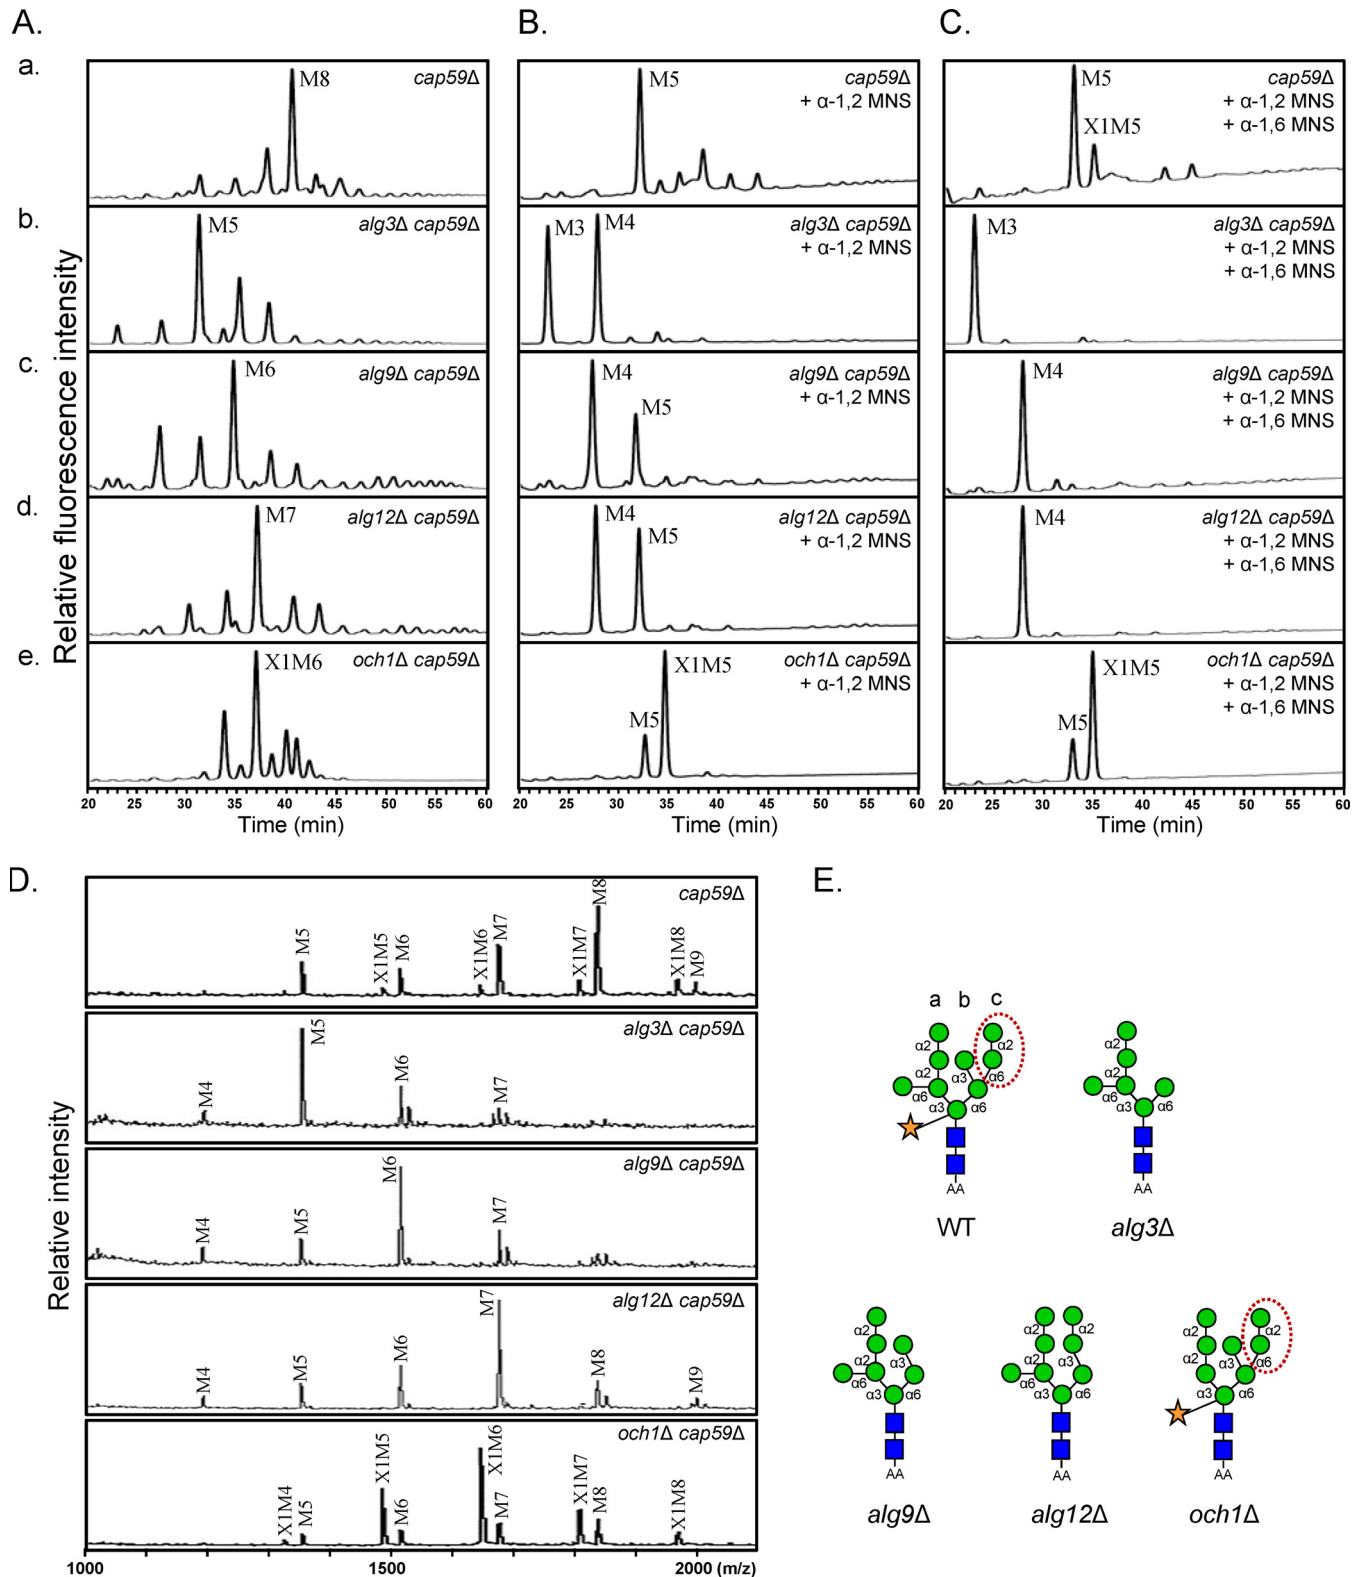 A.
B.
C.
a.
M8
cap59Δ
M5
cap59Δ
+ α-1,2 MNS
M5
X1M5
cap59Δ
+ α-1,2 MNS
+ α-1,6 MNS
b.
M5
alg3Δ cap59Δ
M3
M4
alg3Δ cap59Δ
+ α-1,2 MNS
M3
alg3Δ cap59Δ
+ α-1,2 MNS
+ α-1,6 MNS
c.
M6
alg9Δ cap59Δ
M4
M5
alg9Δ cap59Δ
+ α-1,2 MNS
M4
alg9Δ cap59Δ
+ α-1,2 MNS
+ α-1,6 MNS
d.
M7
alg12Δ cap59Δ
M4
M5
alg12Δ cap59Δ
+ α-1,2 MNS
M4
alg12Δ cap59Δ
+ α-1,2 MNS
+ α-1,6 MNS
e.
X1M6
och1Δ cap59Δ
M5
X1M5
och1Δ cap59Δ
+ α-1,2 MNS
M5
X1M5
och1Δ cap59Δ
+ α-1,2 MNS
+ α-1,6 MNS
Relative fluorescence intensity
20 25 30 35 40 45 50 55 60
20 25 30 35 40 45 50 55 60
20 25 30 35 40 45 50 55 60
Time (min)
Time (min)
Time (min)
D.
cap59Δ
M5
X1M5
M6
X1M6
M7
X1M7
M8
X1M8
M9
alg3Δ cap59Δ
M4
M5
M6
M7
alg9Δ cap59Δ
M4
M5
M6
M7
alg12Δ cap59Δ
M4
M5
M6
M7
M8
M9
och1Δ cap59Δ
X1M4
M5
X1M5
M6
X1M6
M7
X1M7
M8
X1M8
Relative intensity
1000 1500 2000 (m/z)
E.
a b c
α2
α2
α2
α3
α6
α6
α3
α6
AA
WT
α2
α2
α6
α3
α6
AA
alg3Δ
α2
α2
α3
α6
α3
α6
AA
alg9Δ
α2
α2
α2
α3
α6
α3
α6
AA
alg12Δ
α2
α2
α2
α3
α6
α3
α6
AA
och1Δ